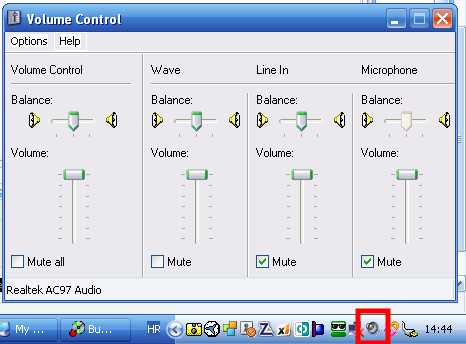 Volume Control
Options Help
Volume Control Wave Line In Microphone
Balance: Balance: Balance: Balance:
Volume: Volume: Volume: Volume:
Mute all Mute Mute Mute
Realtek AC97 Audio
My ... Bu... HR 14:44